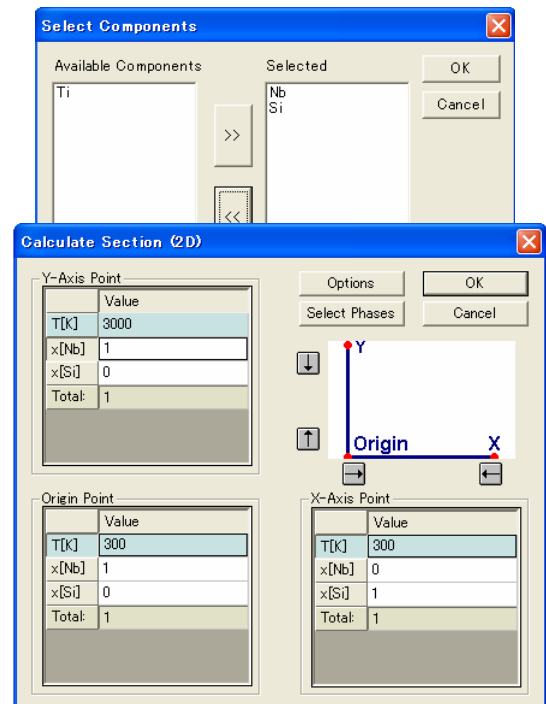 Select Components
Available Components
Selected
OK
Ti
Nb
Si
Cancel
>>
<<
Calculate Section (2D)
Y-Axis Point
Options
OK
Value
Select Phases
Cancel
T[K] 3000
x[Nb] 1
x[Si] 0
Total: 1
Y
Origin
X
Origin Point
Value
T[K] 300
x[Nb] 1
x[Si] 0
Total: 1
X-Axis Point
Value
T[K] 300
x[Nb] 0
x[Si] 1
Total: 1